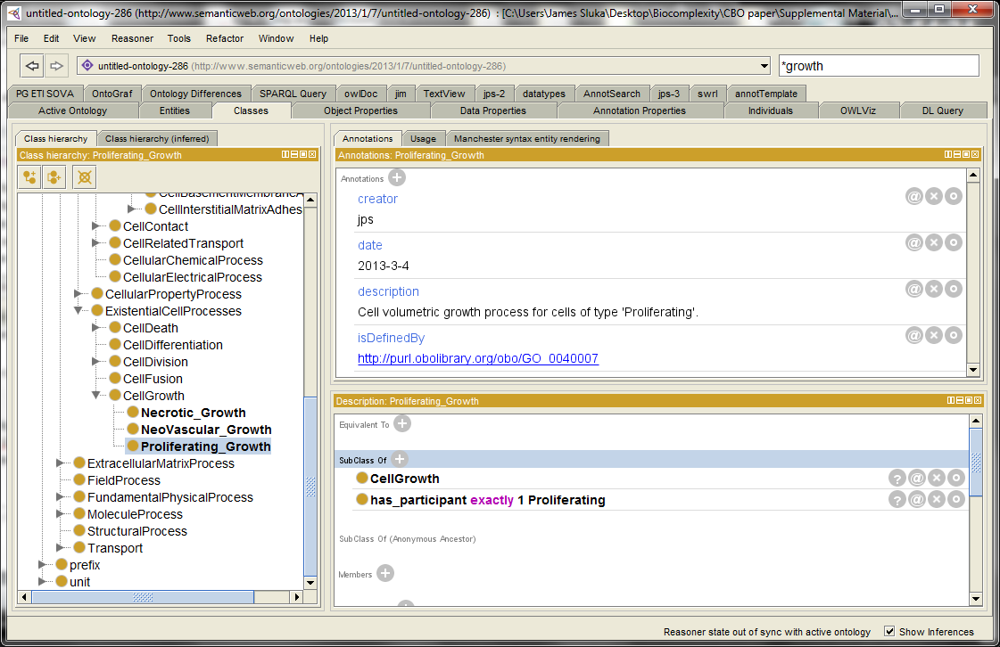 untitled-ontology-286 (http://www.semanticweb.org/ontologies/2013/1/7/untitled-ontology-286) : [C:\Users\James Sluka\Desktop\Biocomplexity\CBO paper\Supplemental Material\...
File Edit View Reasoner Tools Refactor Window Help
untitled-ontology-286 (http://www.semanticweb.org/ontologies/2013/1/7/untitled-ontology-286)
*growth
PG ETI SOVA OntoGraf Ontology Differences SPARQL Query owlDoc jim TextView jps-2 datatypes AnnotSearch jps-3 swrl annotTemplate
Active Ontology Entities Classes Object Properties Data Properties Annotation Properties Individuals OWLViz DL Query
Class hierarchy Class hierarchy (inferred)
Class hierarchy: Proliferating_Growth
CellBasementMembraneA
CellInterstitialMatrixAdhes
CellContact
CellRelatedTransport
CellularChemicalProcess
CellularElectricalProcess
CellularPropertyProcess
ExistentialCellProcesses
CellDeath
CellDifferentiation
CellDivision
CellFusion
CellGrowth
Necrotic_Growth
NeoVascular_Growth
Proliferating_Growth
ExtracellularMatrixProcess
FieldProcess
FundamentalPhysicalProcess
MoleculeProcess
StructuralProcess
Transport
prefix
unit
Annotations Usage Manchester syntax entity rendering
Annotations: Proliferating_Growth
Annotations
creator
jps
date
2013-3-4
description
Cell volumetric growth process for cells of type 'Proliferating'.
isDefinedBy
http://purl.obolibrary.org/obo/GO_0040007
Description: Proliferating_Growth
Equivalent To
SubClass Of
CellGrowth
has_participant exactly 1 Proliferating
SubClass Of (Anonymous Ancestor)
Members
Reasoner state out of sync with active ontology Show Inferences